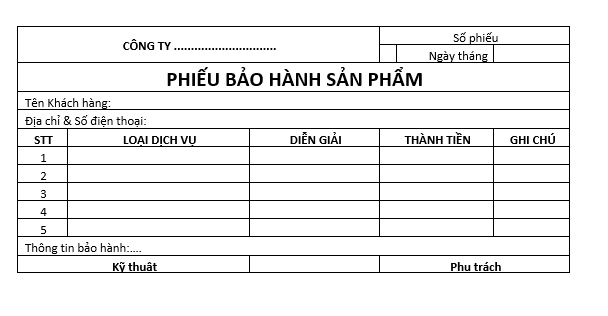 CÔNG TY ..............................
Số phiếu
Ngày tháng
PHIẾU BẢO HÀNH SẢN PHẨM
Tên Khách hàng:
Địa chỉ & Số điện thoại:
STT LOẠI DỊCH VỤ DIỄN GIẢI THÀNH TIỀN GHI CHÚ
1
2
3
4
5
Thông tin bảo hành:....
Kỹ thuât Phu trách